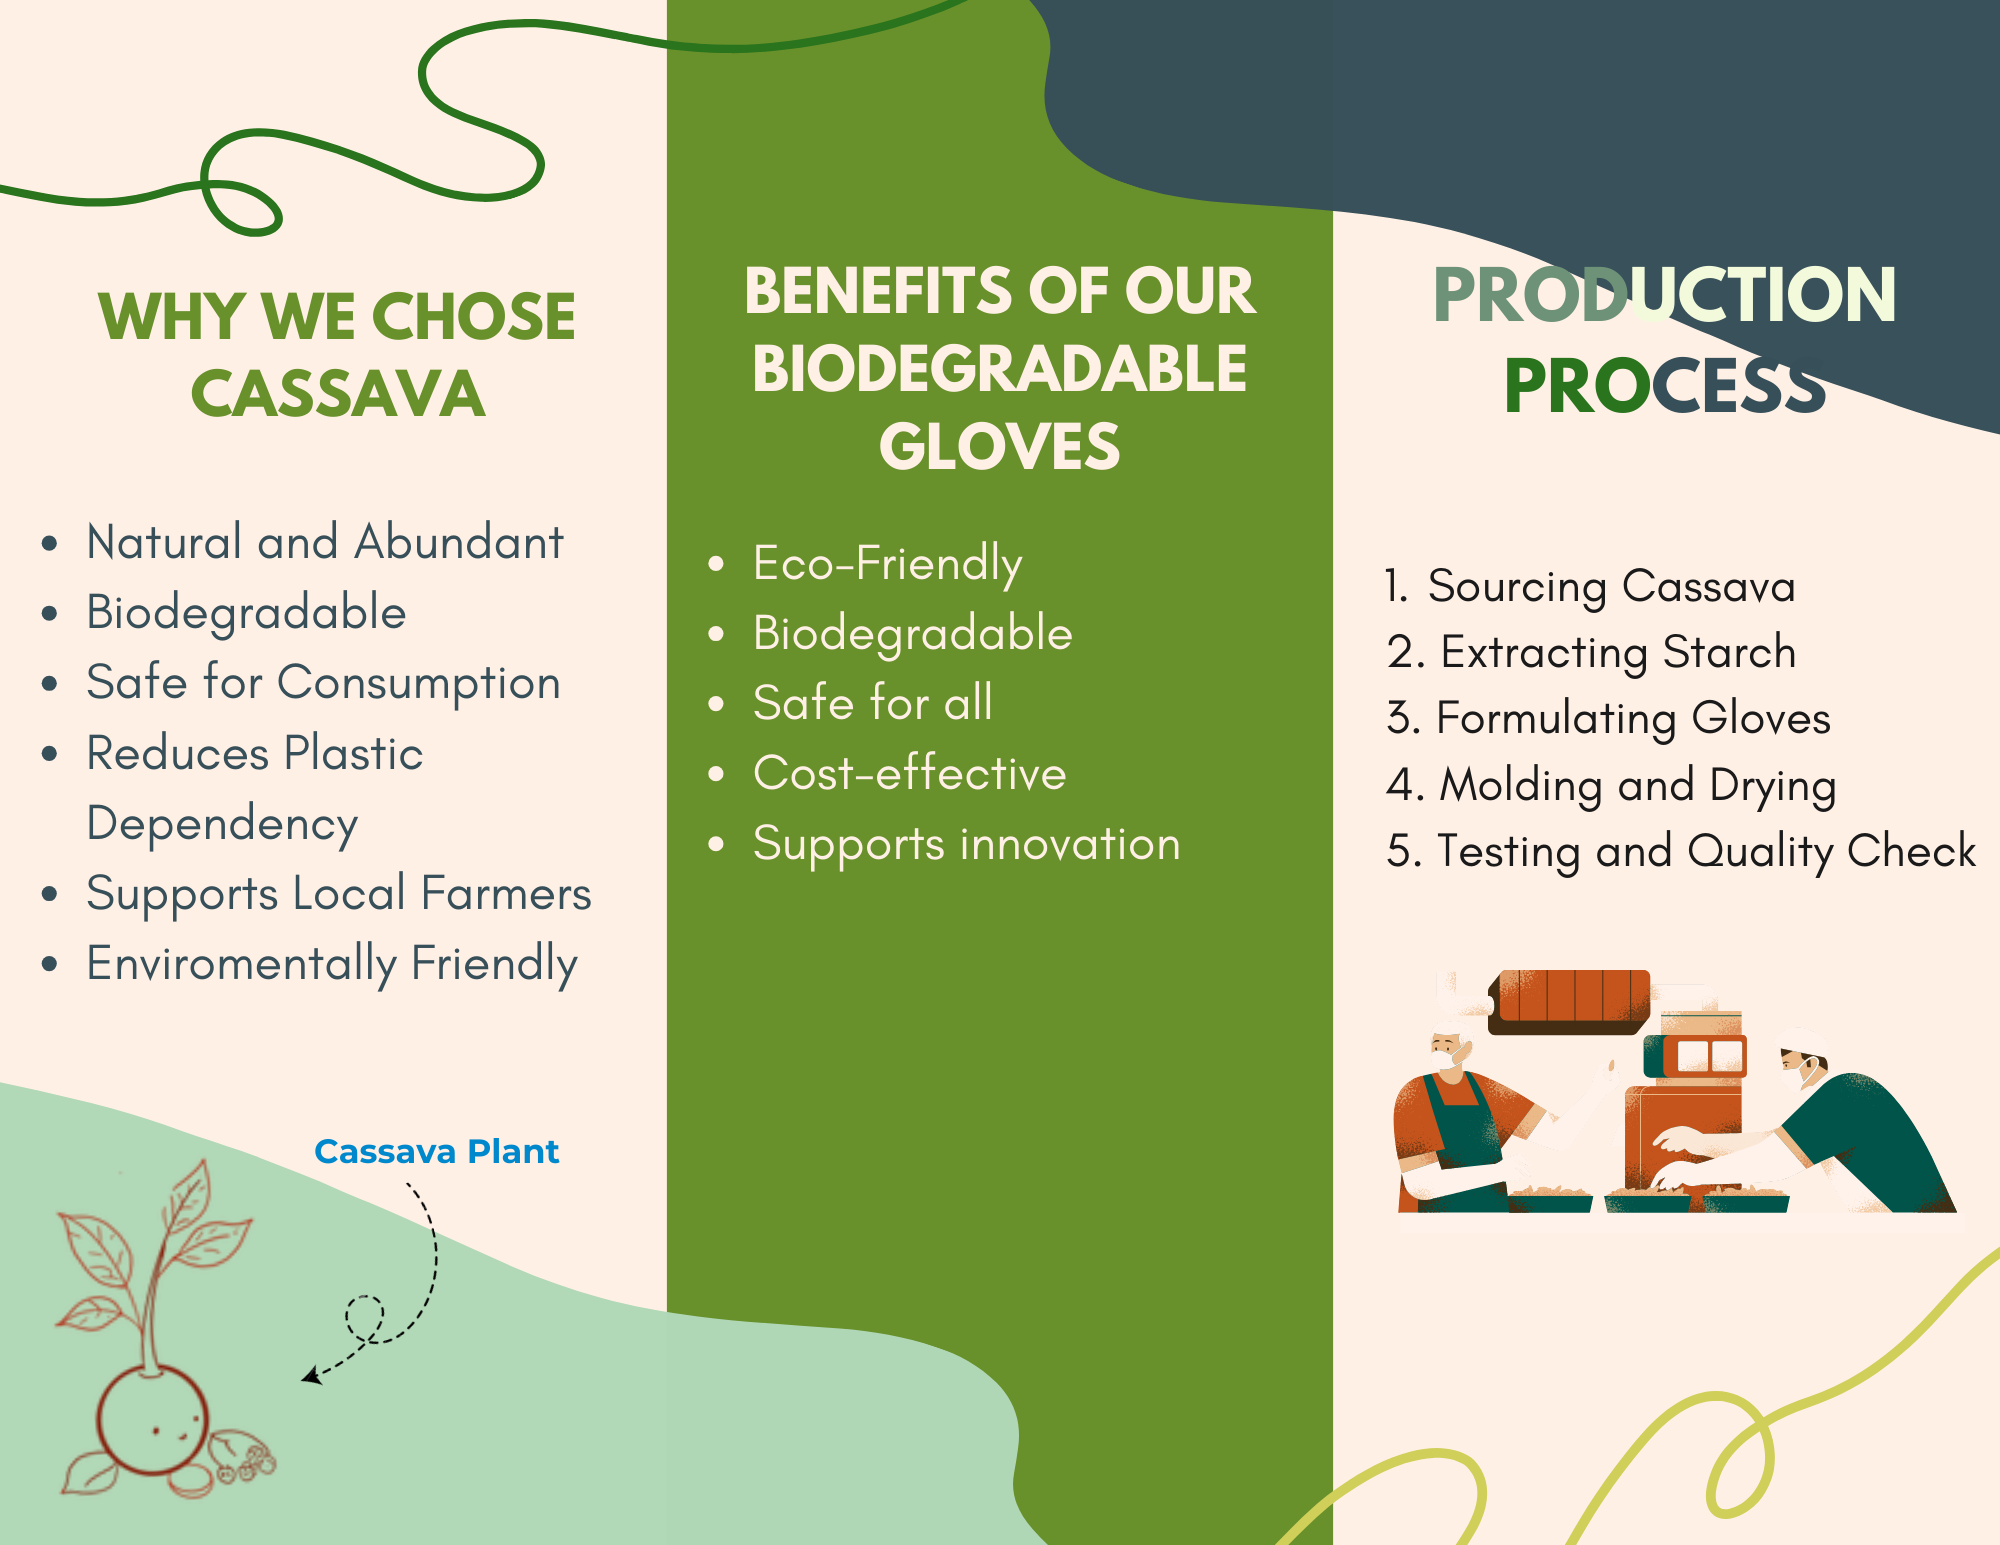 WHY WE CHOSE
CASSAVA
• Natural and Abundant
• Biodegradable
• Safe for Consumption
• Reduces Plastic
Dependency
• Supports Local Farmers
• Enviromentally Friendly
Cassava Plant
BENEFITS OF OUR
BIODEGRADABLE
GLOVES
• Eco-Friendly
• Biodegradable
• Safe for all
• Cost-effective
• Supports innovation
PRODUCTION
PROCESS
1. Sourcing Cassava
2. Extracting Starch
3. Formulating Gloves
4. Molding and Drying
5. Testing and Quality Check